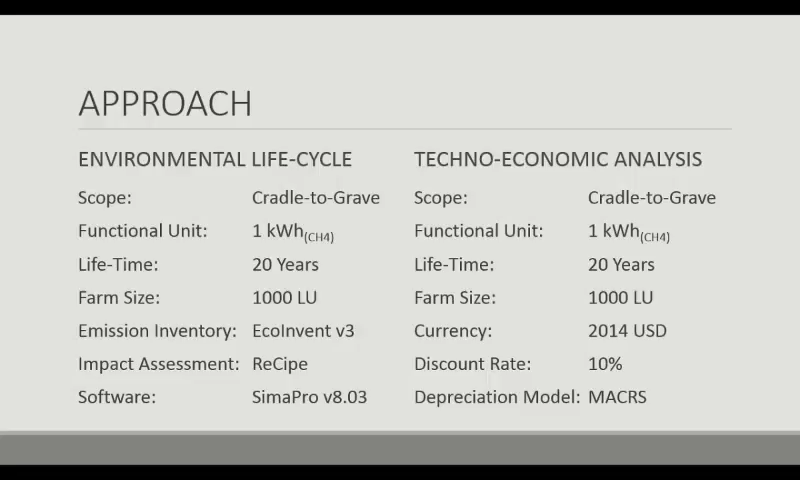 APPROACH
ENVIRONMENTAL LIFE-CYCLE
Scope: Cradle-to-Grave
Functional Unit: 1 kWh(CH4)
Life-Time: 20 Years
Farm Size: 1000 LU
Emission Inventory: EcoInvent v3
Impact Assessment: ReCipe
Software: SimaPro v8.03
TECHNO-ECONOMIC ANALYSIS
Scope: Cradle-to-Grave
Functional Unit: 1 kWh(CH4)
Life-Time: 20 Years
Farm Size: 1000 LU
Currency: 2014 USD
Discount Rate: 10%
Depreciation Model: MACRS